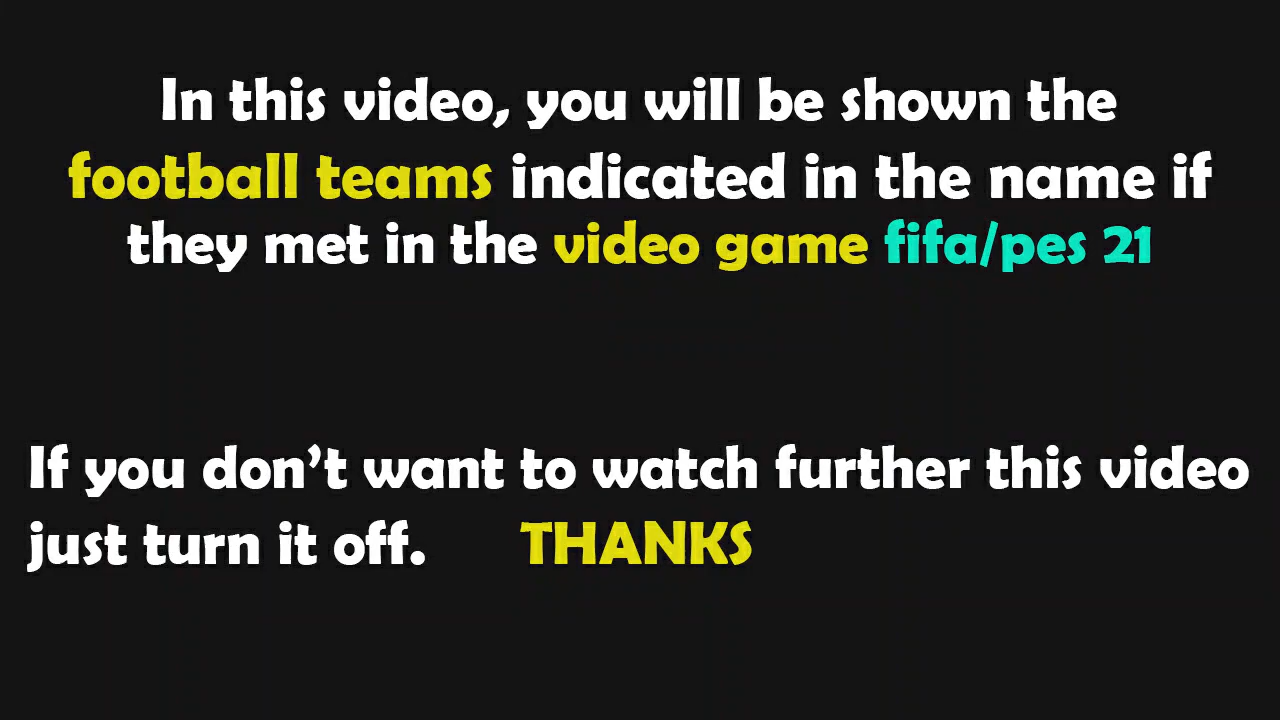 In this video, you will be shown the
football teams indicated in the name if
they met in the video game fifa/pes 21
If you don't want to watch further this video
just turn it off. THANKS